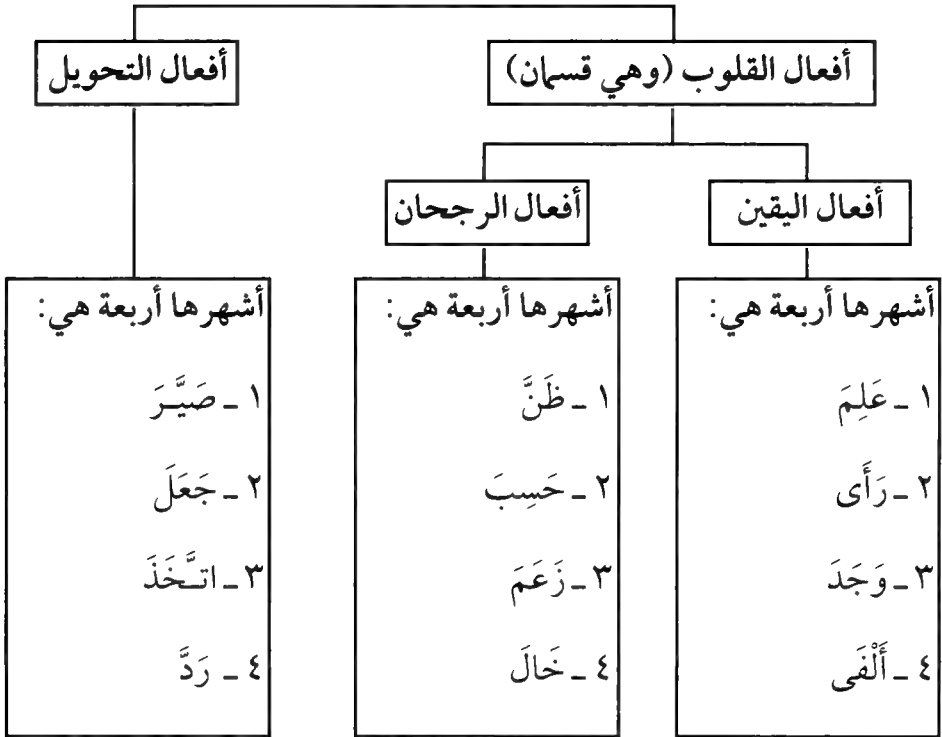 أفعال القلوب (وهي قسمان)
أفعال التحويل
أفعال اليقين
أفعال الرجحان
أشهرها أربعة هي:
١ ـ عَلِمَ
٢ ـ رَأَى
٣ ـ وَجَدَ
٤ ـ أَلْفَى
أشهرها أربعة هي:
١ ـ ظَنَّ
٢ ـ حَسِبَ
٣ ـ زَعَمَ
٤ ـ خَالَ
أشهرها أربعة هي:
١ ـ صَيَّرَ
٢ ـ جَعَلَ
٣ ـ اتَّخَذَ
٤ ـ رَدَّ